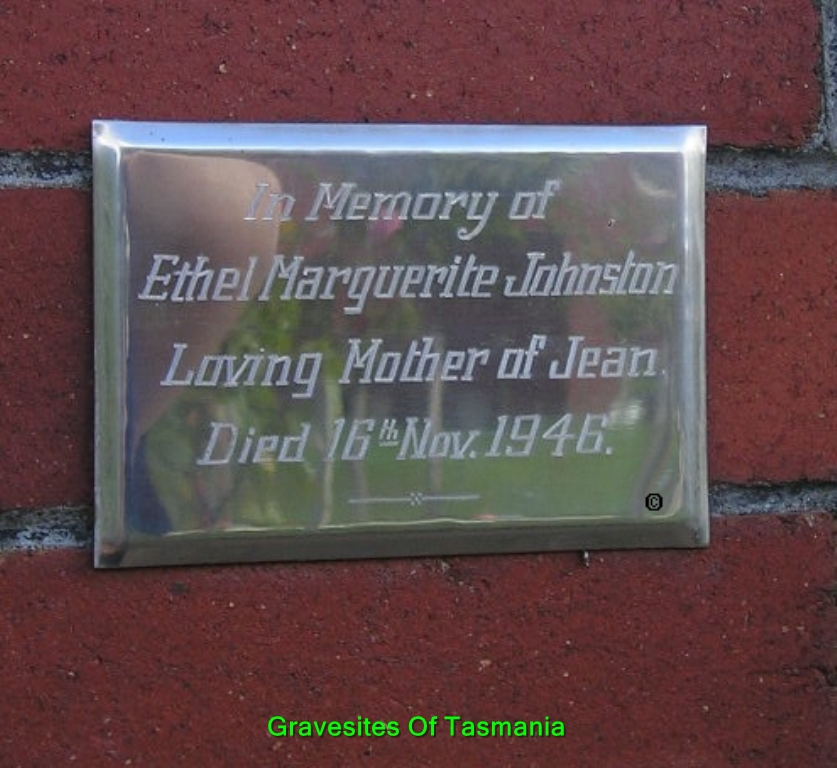 In Memory of
Ethel Marguerite Johnston
Loving Mother of Jean.
Died 16th Nov. 1946.
©
Gravesites Of Tasmania